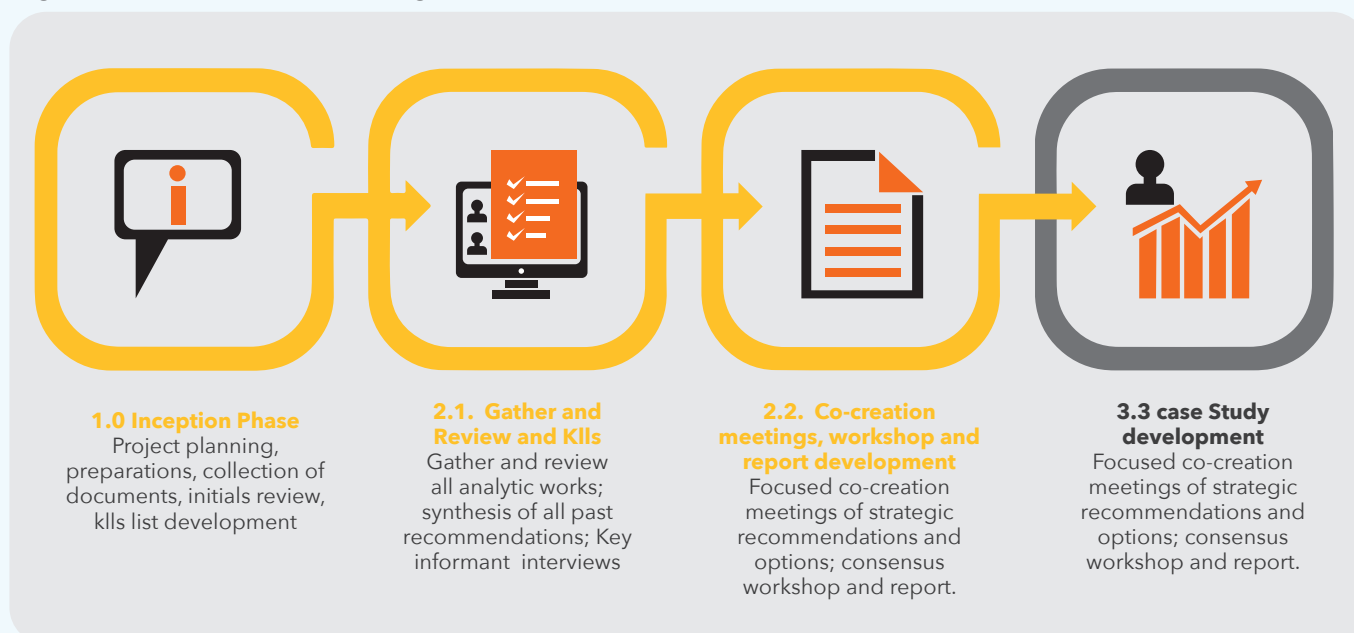 1.0 Inception Phase
Project planning,
preparations, collection of
documents, initials review,
klls list development
2.1. Gather and
Review and Klls
Gather and review
all analytic works;
synthesis of all past
recommendations; Key
informant interviews
2.2. Co-creation
meetings, workshop and
report development
Focused co-creation
meetings of strategic
recommendations and
options; consensus
workshop and report.
3.3 case Study
development
Focused co-creation
meetings of strategic
recommendations and
options; consensus
workshop and report.